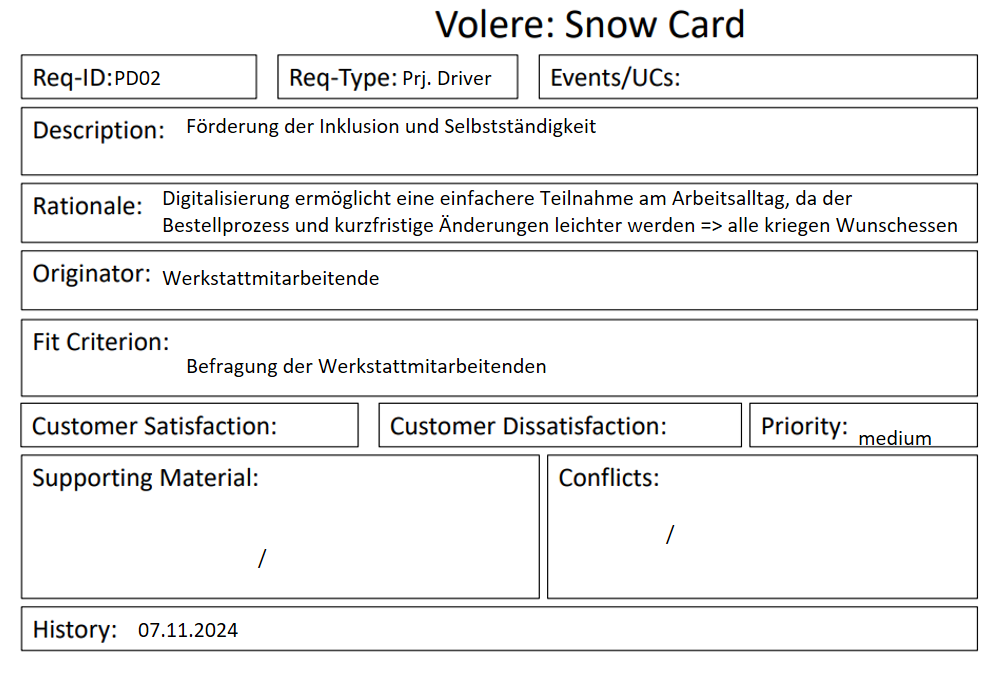 Volere: Snow Card
Req-ID: PD02 Req-Type: Prj. Driver Events/UCs:
Description: Förderung der Inklusion und Selbstständigkeit
Rationale: Digitalisierung ermöglicht eine einfachere Teilnahme am Arbeitsalltag, da der
Bestellprozess und kurzfristige Änderungen leichter werden => alle kriegen Wunschessen
Originator: Werkstattmitarbeitende
Fit Criterion:
Befragung der Werkstattmitarbeitenden
Customer Satisfaction: Customer Dissatisfaction: Priority: medium
Supporting Material: Conflicts:
/ /
History: 07.11.2024